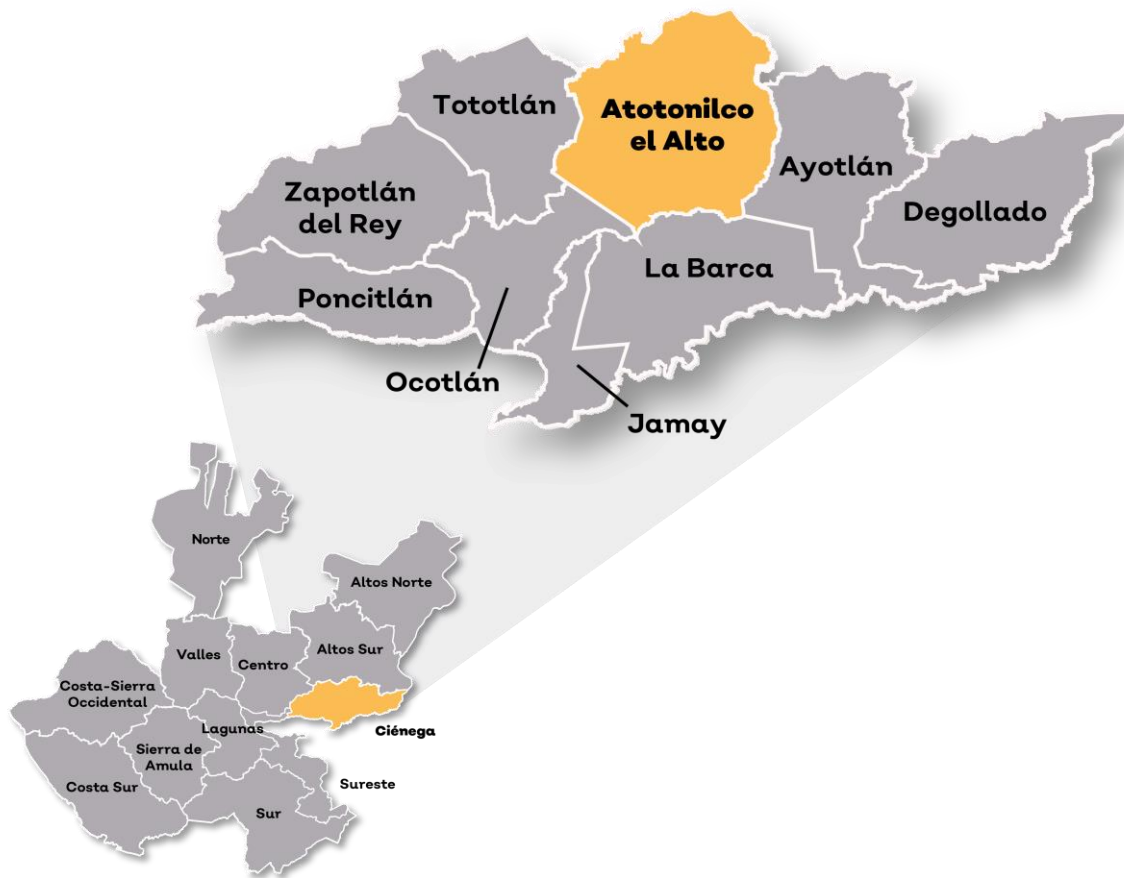 Tototlán
Atotonilco
el Alto
Ayotlán
Zapotlán
del Rey
Degollado
La Barca
Poncitlán
Ocotlán
Jamay
Norte
Altos Norte
Valles
Centro
Altos Sur
Costa-Sierra
Occidental
Lagunas
Ciénega
Sierra de
Amula
Costa Sur
Sureste
Sur